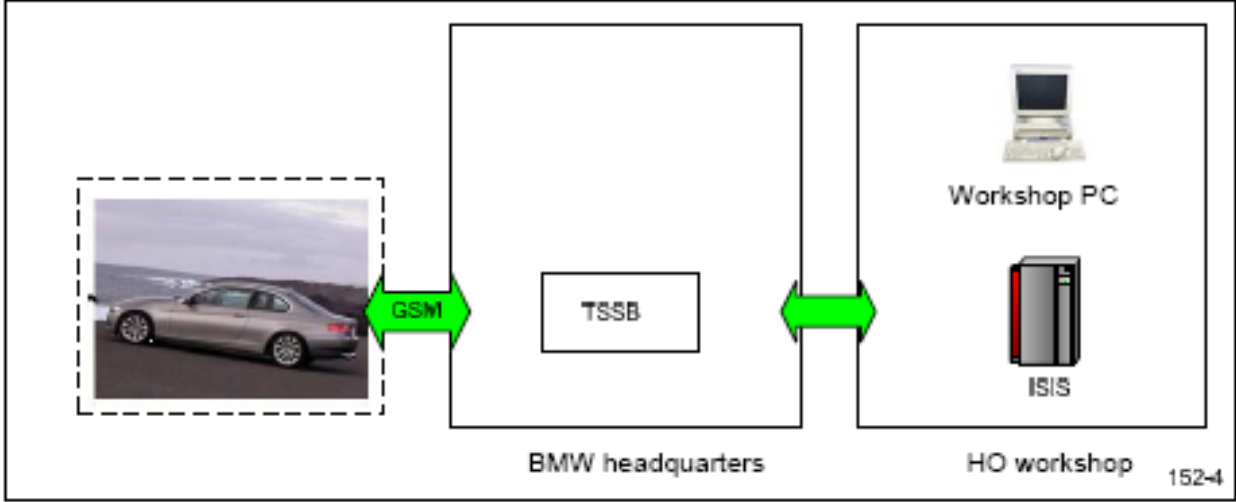 GSM
TSSB
Workshop PC
ISIS
BMW headquarters
HO workshop
152-4